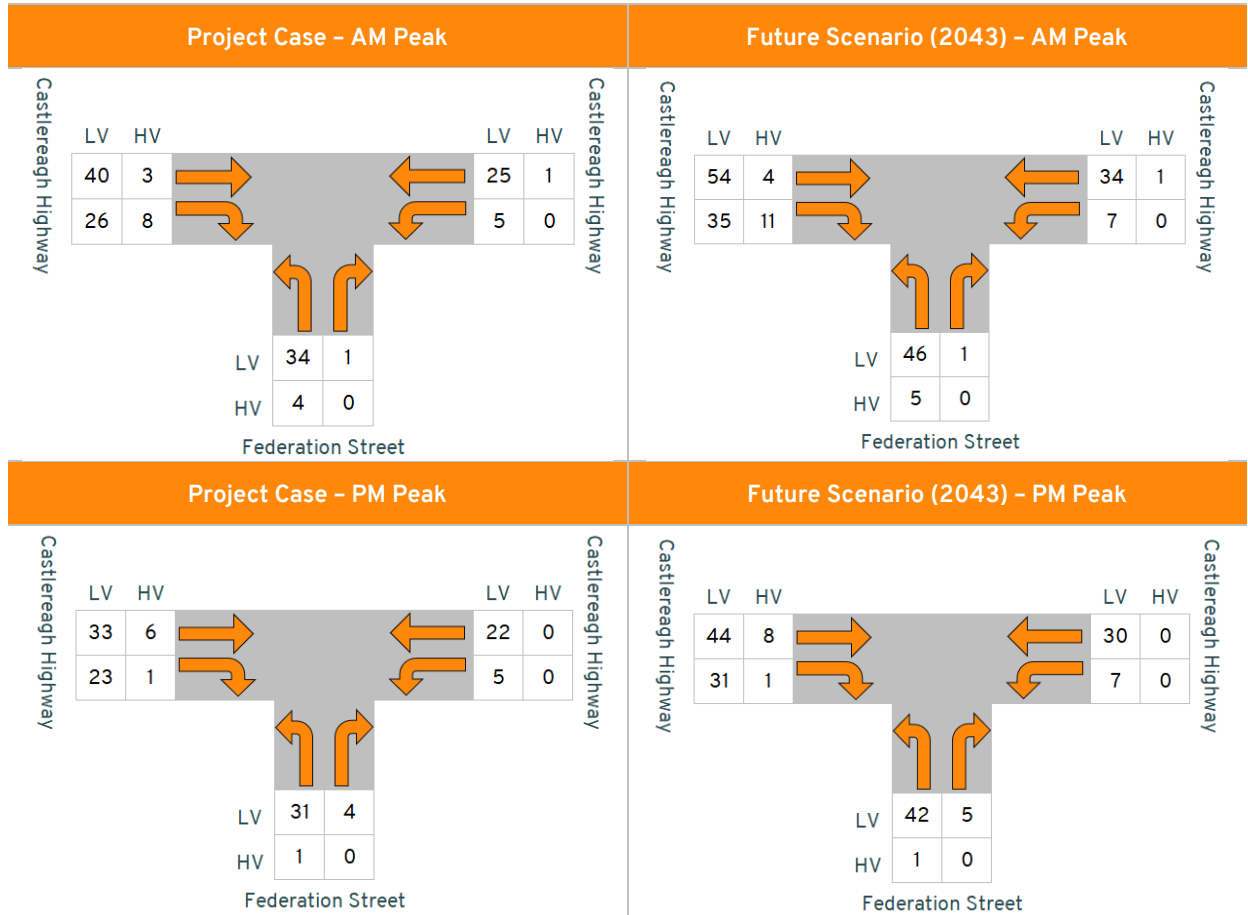 Project Case – AM Peak
Future Scenario (2043) – AM Peak
Castlereagh Highway
LV HV
40 3
26 8
LV HV
25 1
5 0
Castlereagh Highway
LV 34 1
HV 4 0
Federation Street
Castlereagh Highway
LV HV
54 4
35 11
LV HV
34 1
7 0
Castlereagh Highway
LV 46 1
HV 5 0
Federation Street
Project Case – PM Peak
Future Scenario (2043) – PM Peak
Castlereagh Highway
LV HV
33 6
23 1
LV HV
22 0
5 0
Castlereagh Highway
LV 31 4
HV 1 0
Federation Street
Castlereagh Highway
LV HV
44 8
31 1
LV HV
30 0
7 0
Castlereagh Highway
LV 42 5
HV 1 0
Federation Street